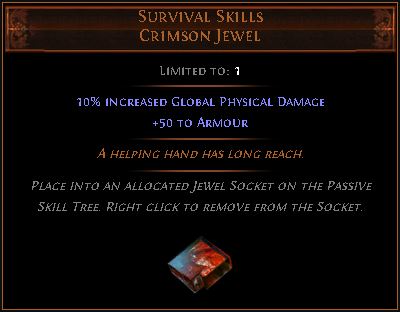 Survival Skills
Crimson Jewel
Limited to: 1
10% increased Global Physical Damage
+50 to Armour
A helping hand has long reach.
Place into an allocated Jewel Socket on the Passive
Skill Tree. Right click to remove from the Socket.